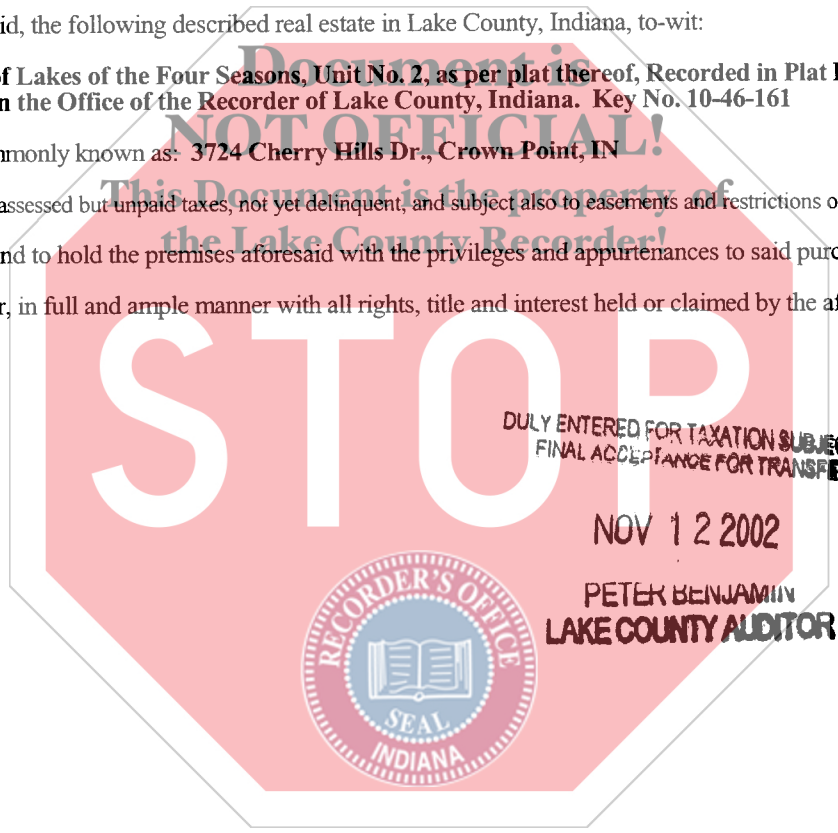 id, the following described real estate in Lake County, Indiana, to-wit:
Document is
f Lakes of the Four Seasons, Unit No. 2, as per plat thereof, Recorded in Plat
n the Office of the Recorder of Lake County, Indiana. Key No. 10-46-161
NOT OFFICIAL!
mmonly known as: 3724 Cherry Hills Dr., Crown Point, IN
This Document is the property of
assessed but unpaid taxes, not yet delinquent, and subject also to easements and restrictions o
the Lake County Recorder!
nd to hold the premises aforesaid with the privileges and appurtenances to said purc
r, in full and ample manner with all rights, title and interest held or claimed by the af
STOP
DULY ENTERED FOR TAXATION SUBJEC
FINAL ACCEPTANCE FOR TRANSFE
NOV 12 2002
PETER BENJAMIN
LAKE COUNTY AUDITOR
RECORDER'S OFFICE
SEAL
INDIANA